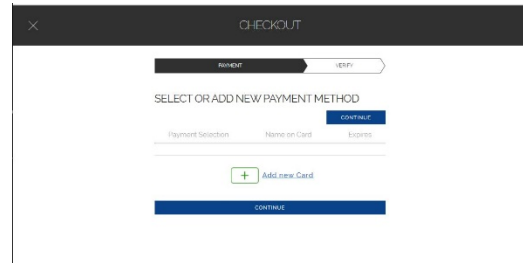 CHECKOUT
PAYMENT VERIFY
SELECT OR ADD NEW PAYMENT METHOD
CONTINUE
Payment Selection Name on Card Expires
+ Add new Card
CONTINUE